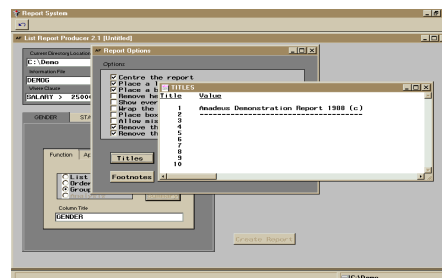 Report System
List Report Producer 2.1 [Untitled]
Current Directory Location
C:\Demo
Information File
DEMOG
Where Clause
SALARY > 2500
GENDER STA
Function Ap
List
Order
Group
Column Title
GENDER
Create Report
Report Options
Options
Centre the report
Place a l
Place a b
Remove he
Show ever
Wrap the
Place box
Allow mis
Remove th
Remove th
Titles
Footnotes
TITLES
Title Value
1 Amadeus Demonstration Report 1988 (c)
2 --------------------------------------
3
4
5
6
7
8
9
10
C:\Demo